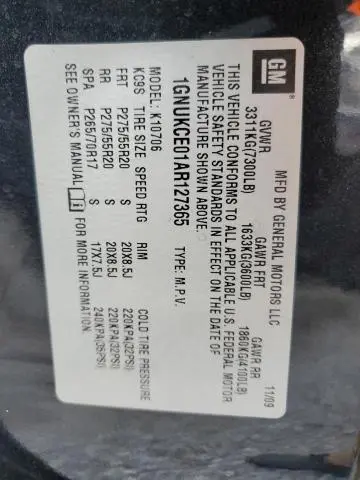 GM ®
MFD BY GENERAL MOTORS LLC 11/09
GVWR GAWR FRT GAWR RR
3311KG(7300LB) 1633KG(3600LB) 1860KG(4100LB)
THIS VEHICLE CONFORMS TO ALL APPLICABLE U.S. FEDERAL MOTOR
VEHICLE SAFETY STANDARDS IN EFFECT ON THE DATE OF
MANUFACTURE SHOWN ABOVE.
1GNUKCE01AR127365 TYPE: M.P.V.
K10706
KC9S TIRE SIZE SPEED RTG RIM COLD TIRE PRESSURE
FRT P275/55R20 S 20X8.5J 220KPA(32PSI)
RR P275/55R20 S 20X8.5J 220KPA(32PSI)
SPA P265/70R17 S 17X7.5J 240KPA(35PSI)
SEE OWNER'S MANUAL FOR MORE INFORMATION.